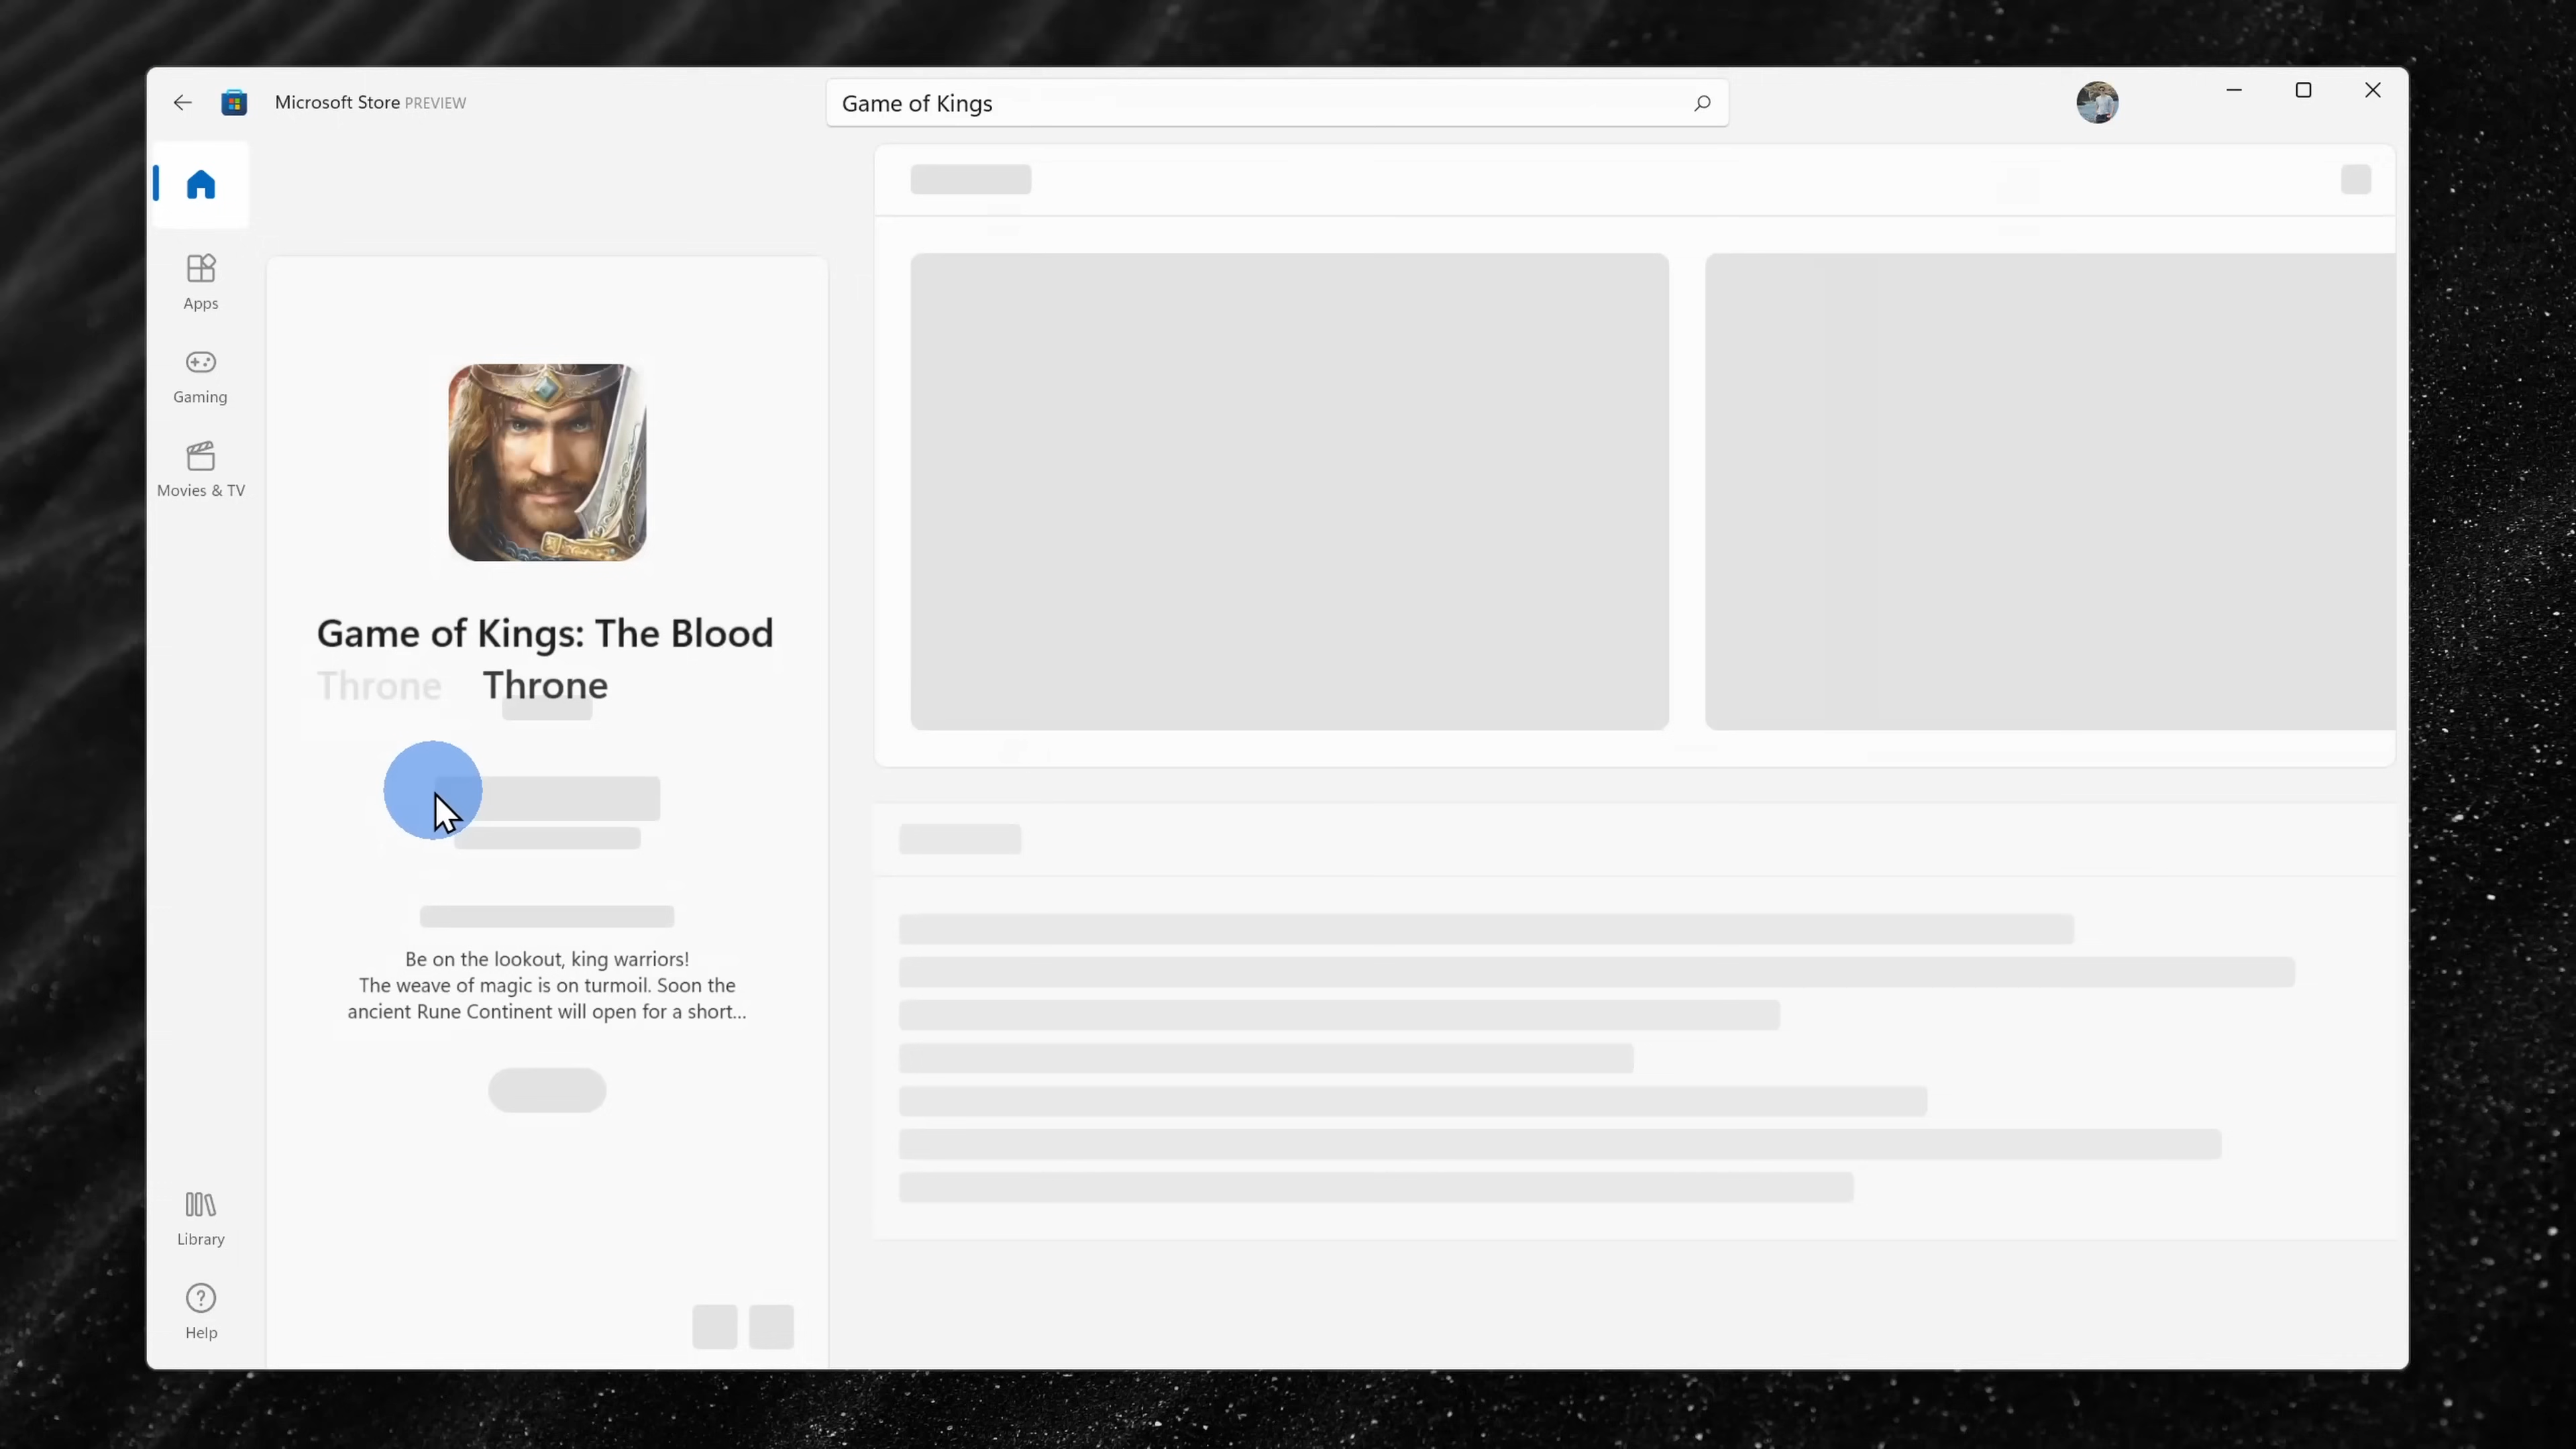 Microsoft Store PREVIEW
Game of Kings
Apps
Gaming
Movies & TV
Library
Help
Game of Kings: The Blood
Throne Throne
Be on the lookout, king warriors!
The weave of magic is on turmoil. Soon the
ancient Rune Continent will open for a short...